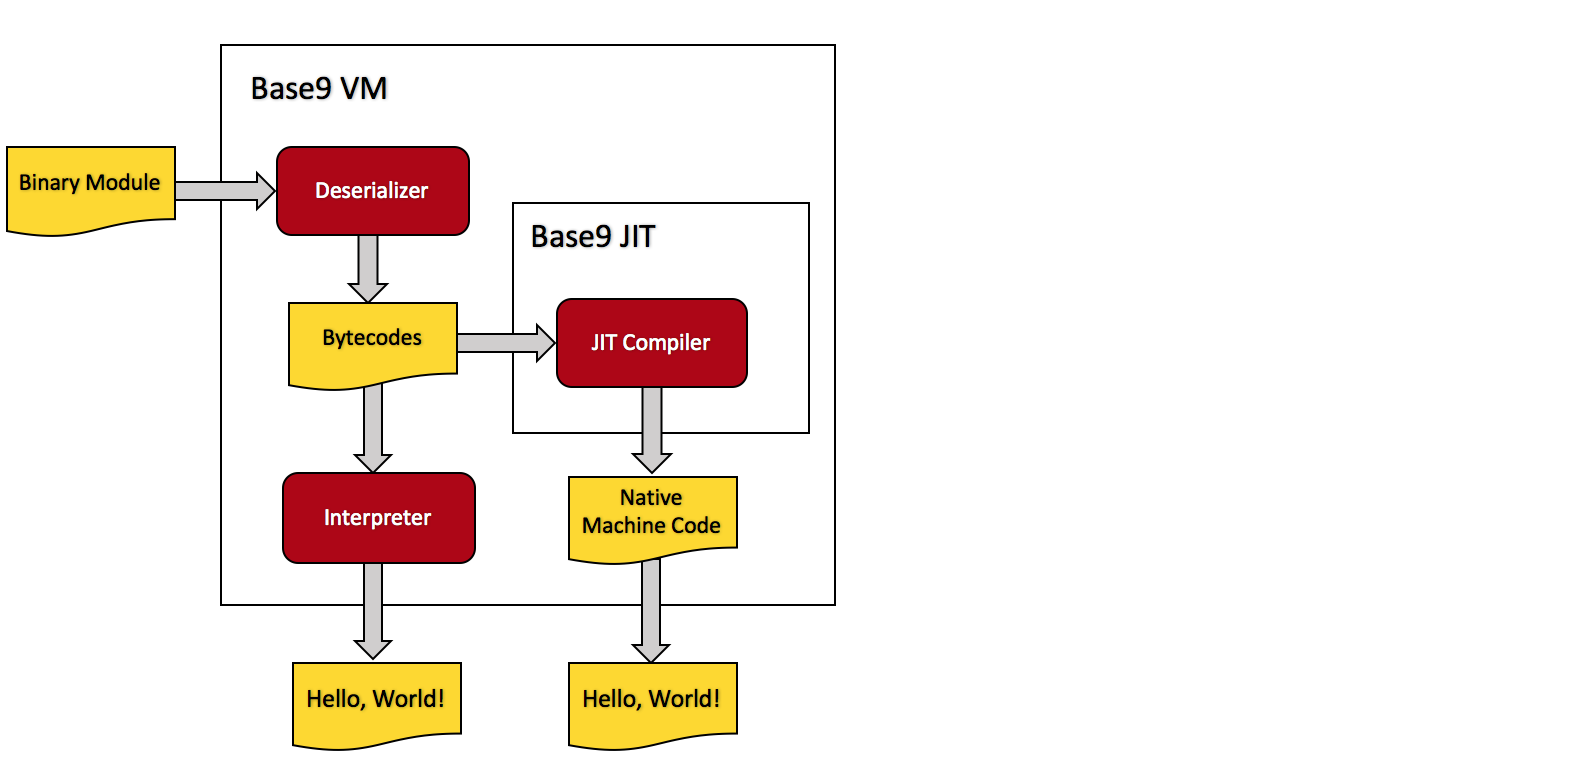 Base9 VM
Binary Module
Deserializer
Base9 JIT
Bytecodes
JIT Compiler
Interpreter
Native
Machine Code
Hello, World!
Hello, World!